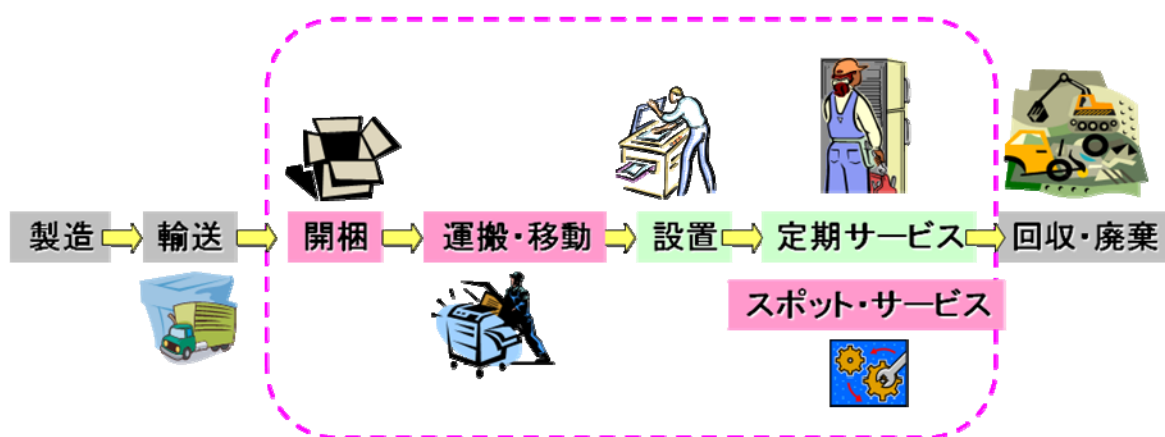 製造
輸送
開梱
運搬・移動
設置
定期サービス
回収・廃棄
スポット・サービス